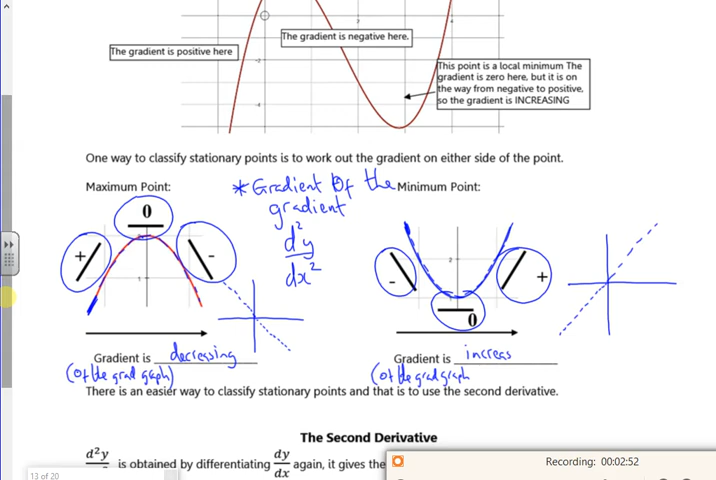 The gradient is positive here
The gradient is negative here.
This point is a local minimum The
gradient is zero here, but it is on
the way from negative to positive,
so the gradient is INCREASING
-2
-4
One way to classify stationary points is to work out the gradient on either side of the point.
Maximum Point:
*Gradient Of the
gradient
d²y
dx²
Minimum Point:
0
+
-
1
2
-
+
0
Gradient is decreasing
(Of the grad graph)
Gradient is increas
(Of the grad graph
There is an easier way to classify stationary points and that is to use the second derivative.
The Second Derivative
d²y
is obtained by differentiating dy/dx again, it gives the
13 of 20
Recording: 00:02:52